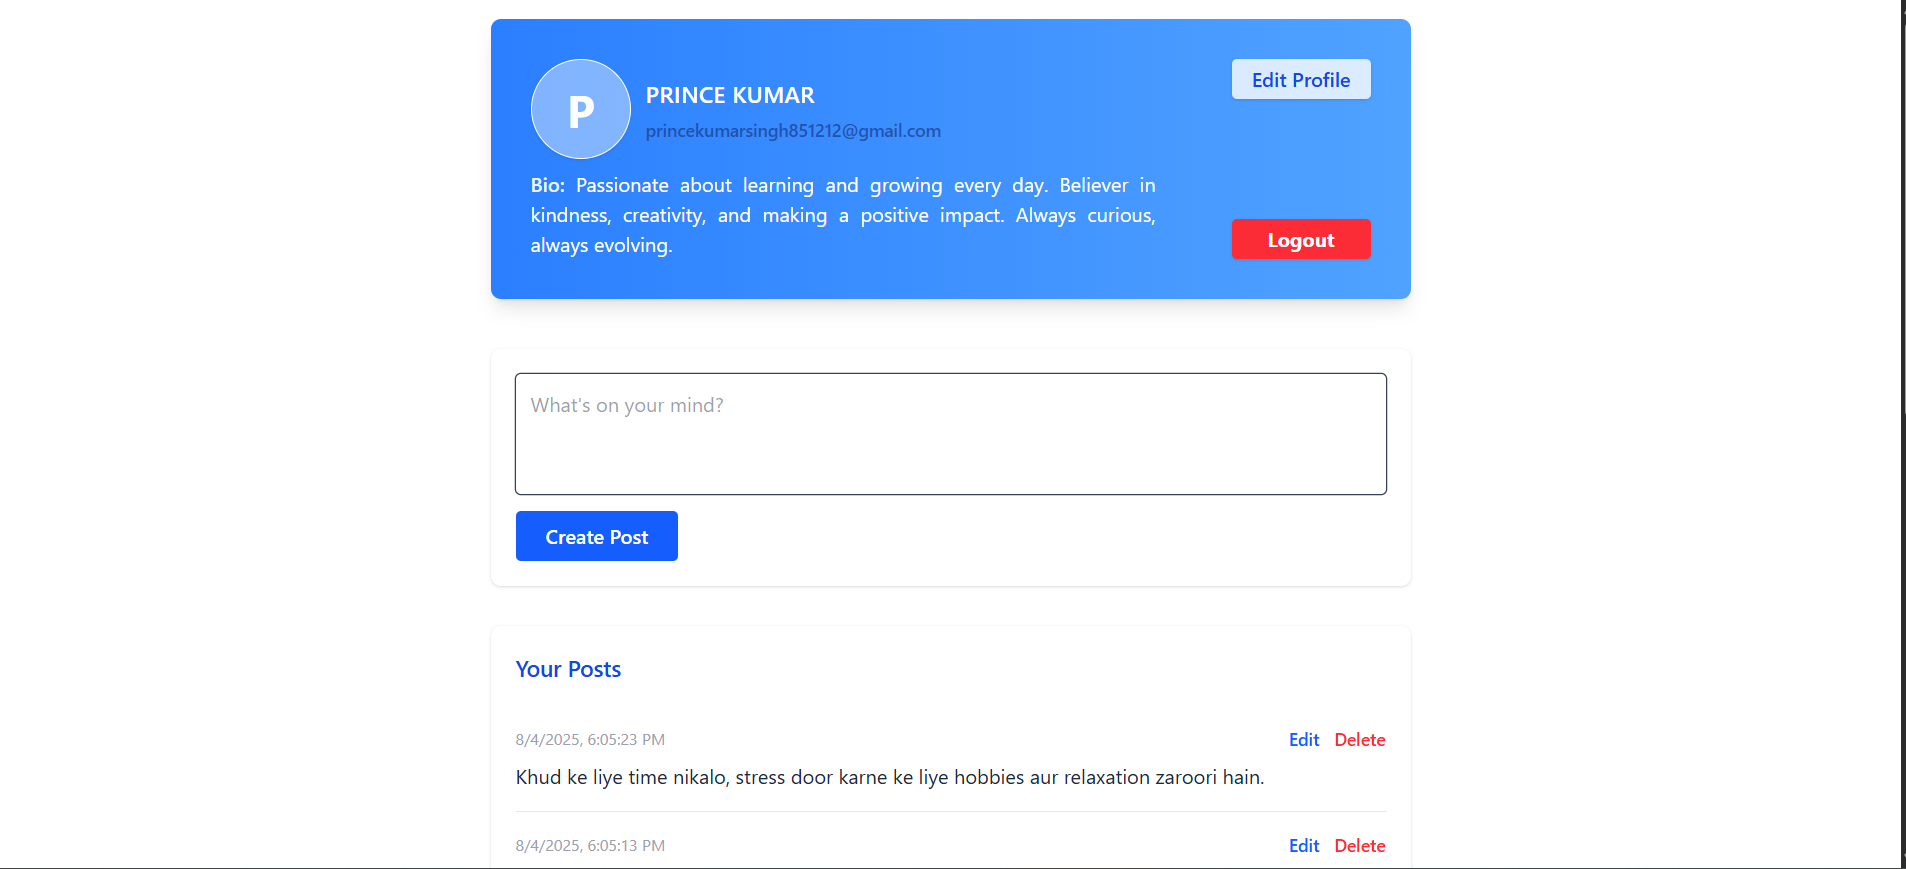 P
PRINCE KUMAR
princekumarsingh851212@gmail.com
Edit Profile
Bio: Passionate about learning and growing every day. Believer in
kindness, creativity, and making a positive impact. Always curious,
always evolving.
Logout
What's on your mind?
Create Post
Your Posts
8/4/2025, 6:05:23 PM
Edit Delete
Khud ke liye time nikalo, stress door karne ke liye hobbies aur relaxation zaroori hain.
8/4/2025, 6:05:13 PM
Edit Delete